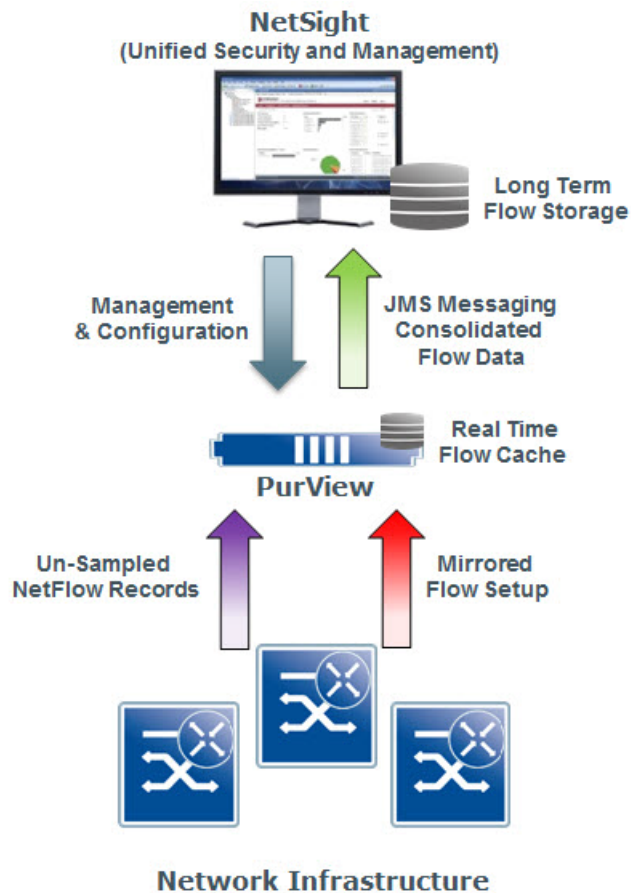 NetSight
(Unified Security and Management)
Long Term
Flow Storage
Management
& Configuration
JMS Messaging
Consolidated
Flow Data
Real Time
Flow Cache
PurView
Un-Sampled
NetFlow Records
Mirrored
Flow Setup
Network Infrastructure